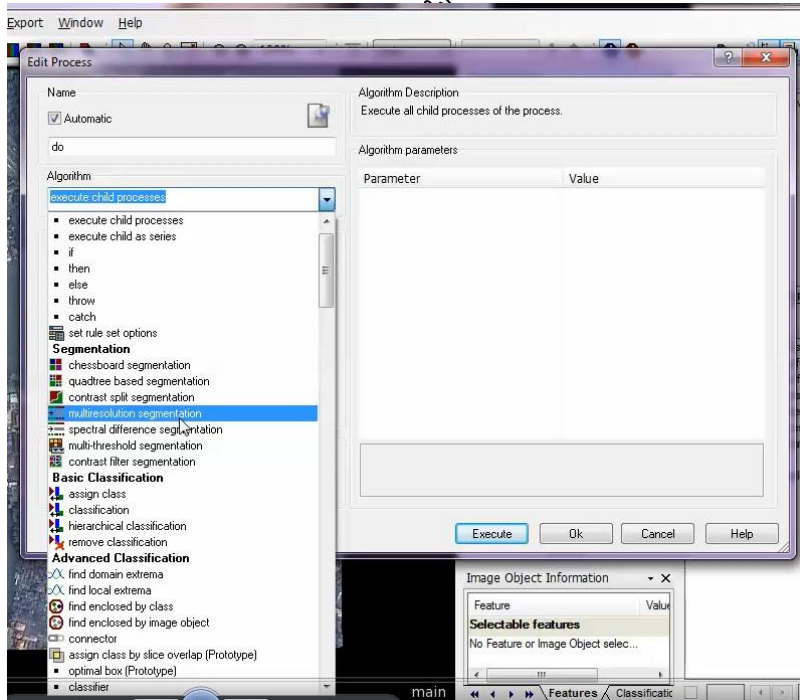 Export Window Help
Edit Process
Name
Automatic
do
Algorithm
execute child processes
execute child processes
execute child as series
if
then
else
throw
catch
set rule set options
Segmentation
chessboard segmentation
quadtree based segmentation
contrast split segmentation
multiresolution segmentation
spectral difference segmentation
multi-threshold segmentation
contrast filter segmentation
Basic Classification
assign class
classification
hierarchical classification
remove classification
Advanced Classification
find domain extrema
find local extrema
find enclosed by class
find enclosed by image object
connector
assign class by slice overlap (Prototype)
optimal box (Prototype)
classifier
Algorithm Description
Execute all child processes of the process.
Algorithm parameters
Parameter Value
Execute Ok Cancel Help
Image Object Information
Feature Value
Selectable features
No Feature or Image Object selec...
main
Features Classificatic